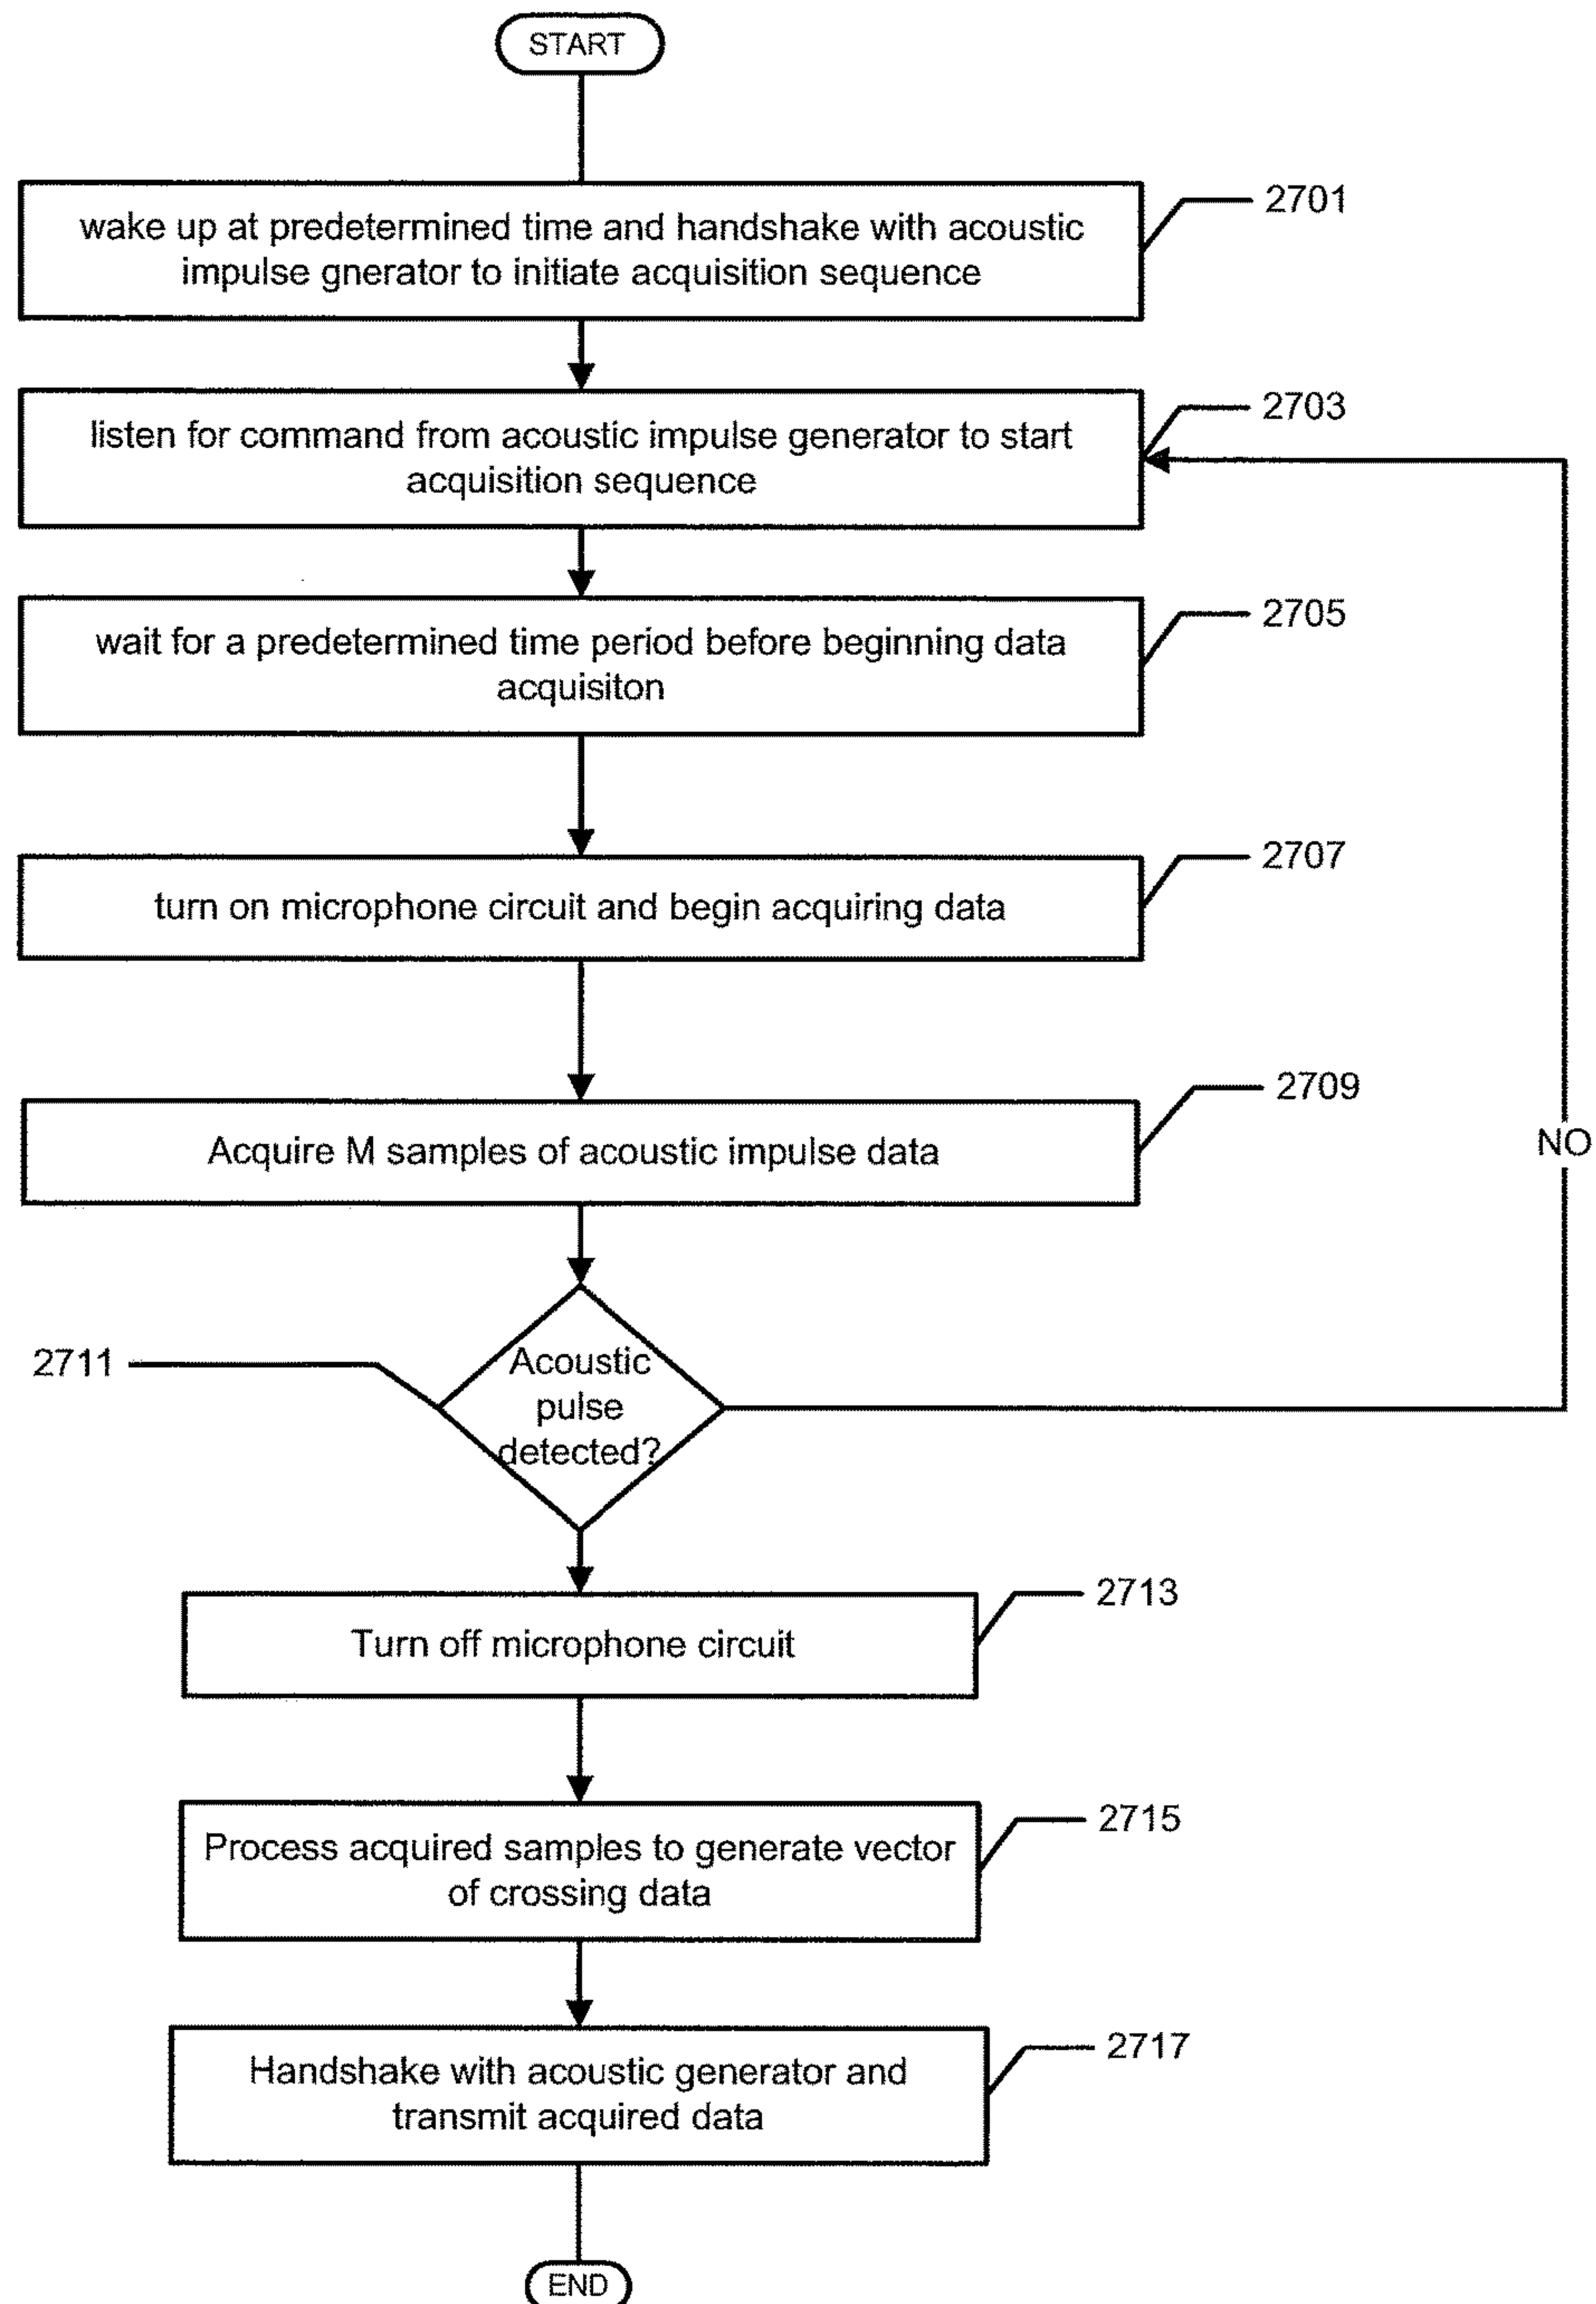 START
wake up at predetermined time and handshake with acoustic
impulse gnerator to initiate acquisition sequence
2701
listen for command from acoustic impulse generator to start
acquisition sequence
2703
wait for a predetermined time period before beginning data
acquisiton
2705
turn on microphone circuit and begin acquiring data
2707
Acquire M samples of acoustic impulse data
2709
NO
2711
Acoustic
pulse
detected?
Turn off microphone circuit
2713
Process acquired samples to generate vector
of crossing data
2715
Handshake with acoustic generator and
transmit acquired data
2717
END